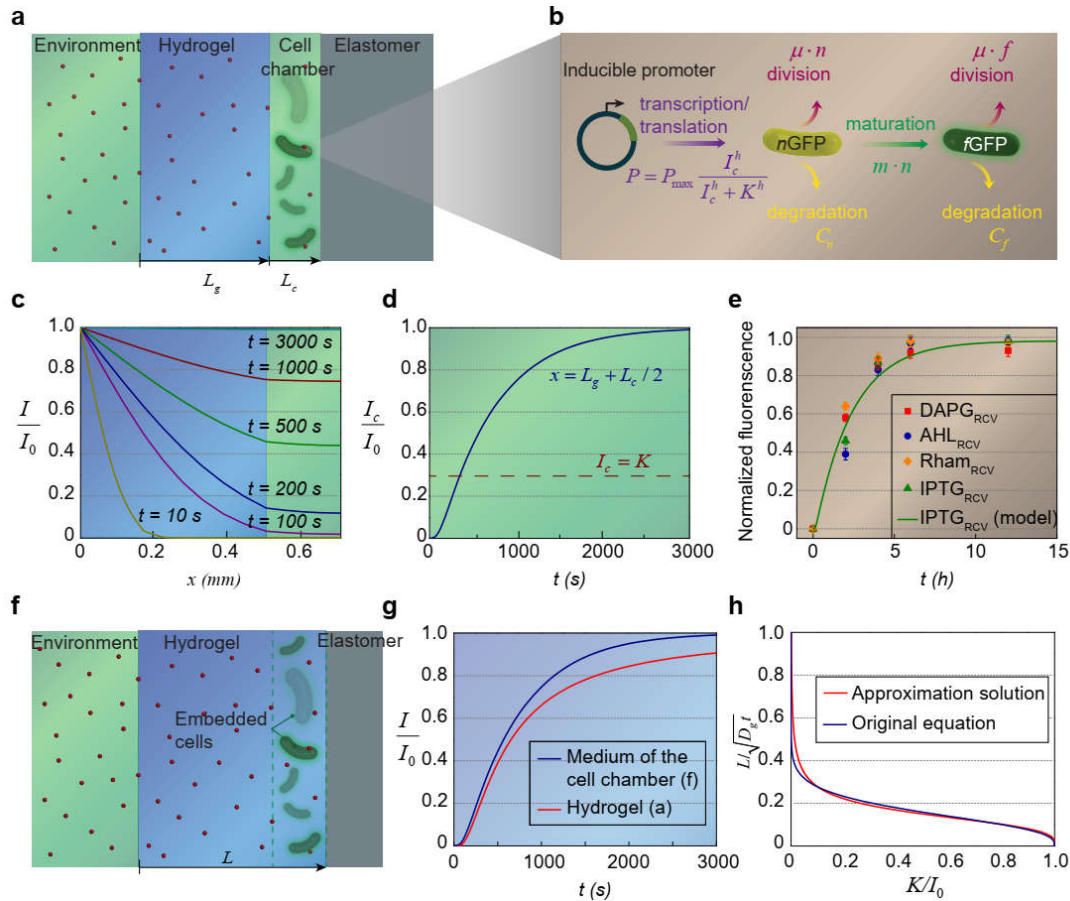 a
Environment
Hydrogel
Cell
chamber
Elastomer
L_g
L_c
b
Inducible promoter
transcription/
translation
P = P_max I_c^h / (I_c^h + K^h)
μ · n
division
nGFP
degradation
C_n
maturation
m · n
μ · f
division
fGFP
degradation
C_f
c
I / I_0
1.0
0.8
0.6
0.4
0.2
0
t = 3000 s
t = 1000 s
t = 500 s
t = 200 s
t = 100 s
t = 10 s
0 0.2 0.4 0.6
x (mm)
d
I_c / I_0
1.0
0.8
0.6
0.4
0.2
0
x = L_g + L_c / 2
I_c = K
0 1000 2000 3000
t (s)
e
Normalized fluorescence
1.0
0.8
0.6
0.4
0.2
0.0
DAPG_RCV
AHL_RCV
Rham_RCV
IPTG_RCV
IPTG_RCV (model)
0 5 10 15
t (h)
f
Environment
Hydrogel
Elastomer
Embedded
cells
L
g
I / I_0
1.0
0.8
0.6
0.4
0.2
0
Medium of the
cell chamber (f)
Hydrogel (a)
0 1000 2000 3000
t (s)
h
L/√D_g t
1.0
0.8
0.6
0.4
0.2
0
Approximation solution
Original equation
0 0.2 0.4 0.6 0.8 1.0
K/I_0